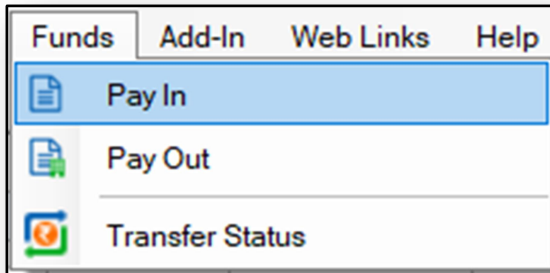 Funds Add-In Web Links Help
Pay In
Pay Out
Transfer Status